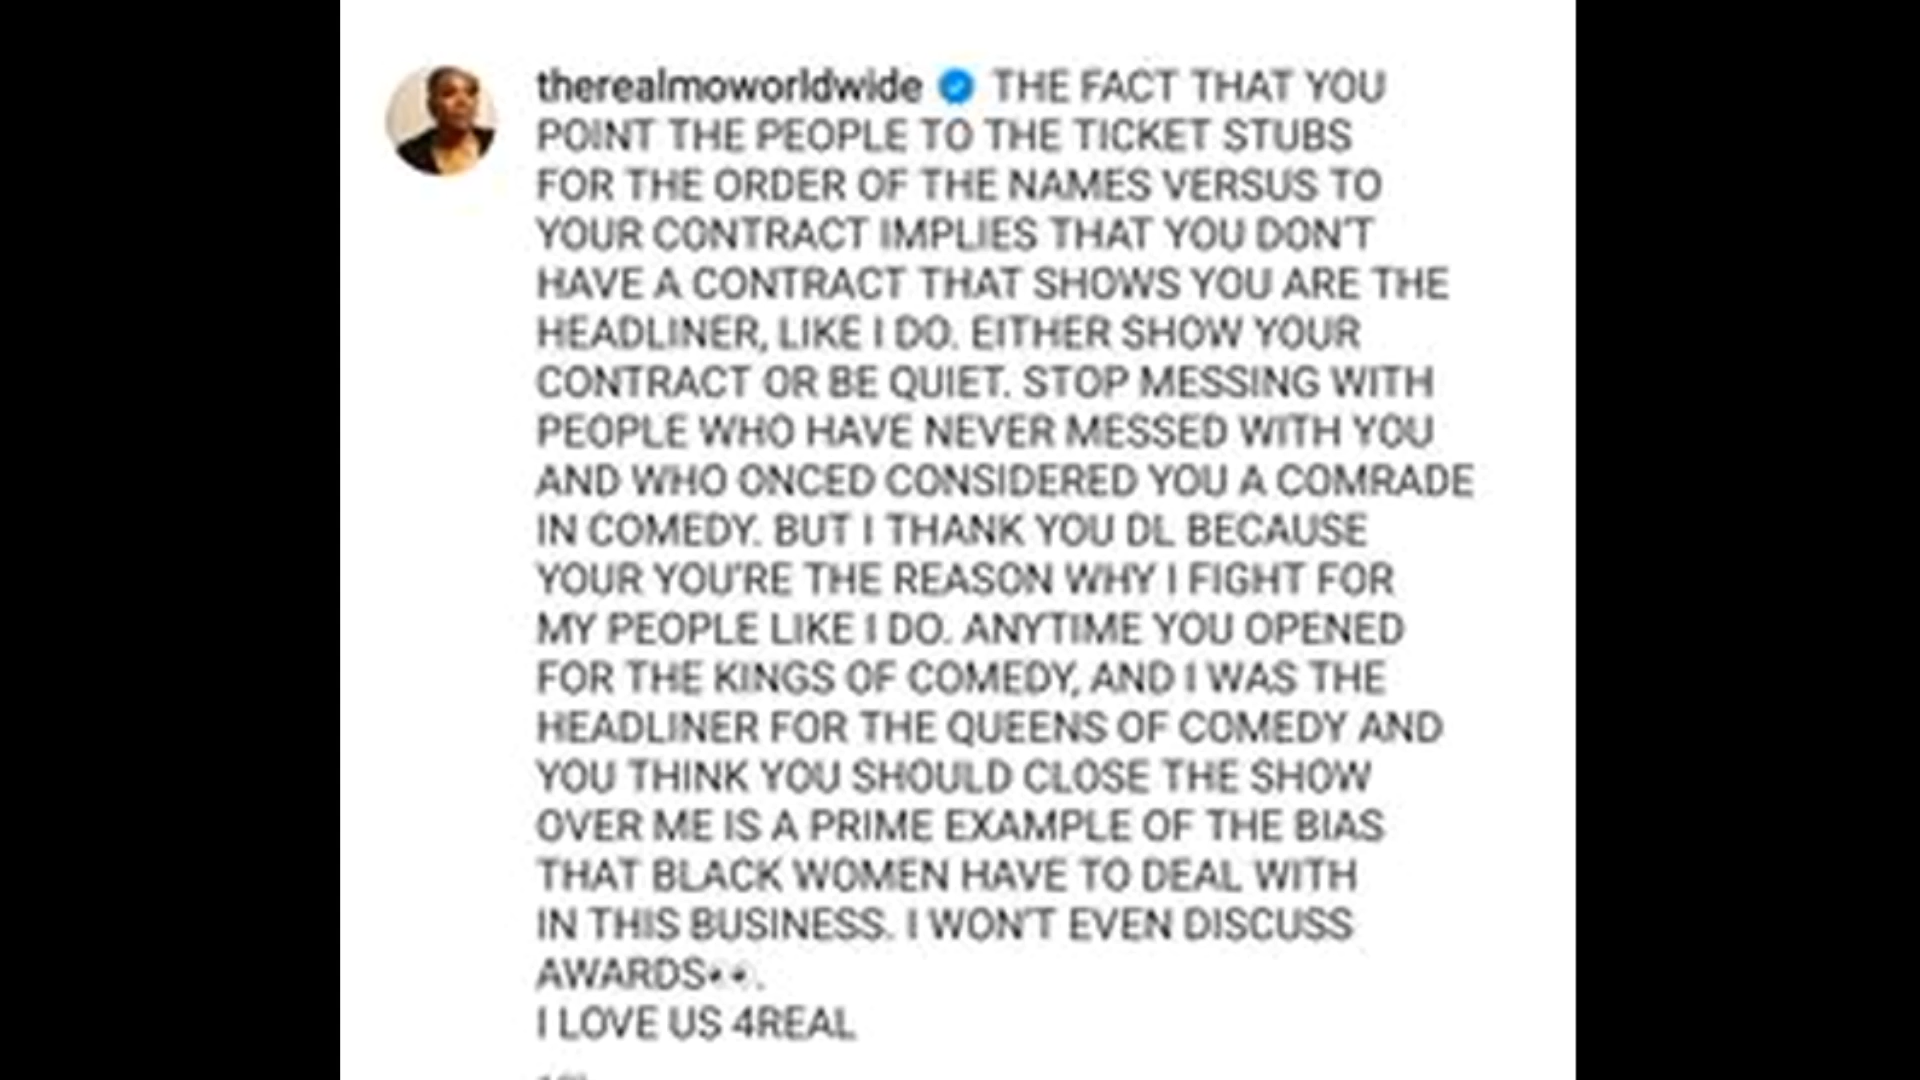 therealmoworldwide THE FACT THAT YOU
POINT THE PEOPLE TO THE TICKET STUBS
FOR THE ORDER OF THE NAMES VERSUS TO
YOUR CONTRACT IMPLIES THAT YOU DON'T
HAVE A CONTRACT THAT SHOWS YOU ARE THE
HEADLINER, LIKE I DO. EITHER SHOW YOUR
CONTRACT OR BE QUIET. STOP MESSING WITH
PEOPLE WHO HAVE NEVER MESSED WITH YOU
AND WHO ONCED CONSIDERED YOU A COMRADE
IN COMEDY. BUT I THANK YOU DL BECAUSE
YOUR YOU'RE THE REASON WHY I FIGHT FOR
MY PEOPLE LIKE I DO. ANYTIME YOU OPENED
FOR THE KINGS OF COMEDY, AND I WAS THE
HEADLINER FOR THE QUEENS OF COMEDY AND
YOU THINK YOU SHOULD CLOSE THE SHOW
OVER ME IS A PRIME EXAMPLE OF THE BIAS
THAT BLACK WOMEN HAVE TO DEAL WITH
IN THIS BUSINESS. I WON'T EVEN DISCUSS
AWARDS👀.
I LOVE US 4REAL